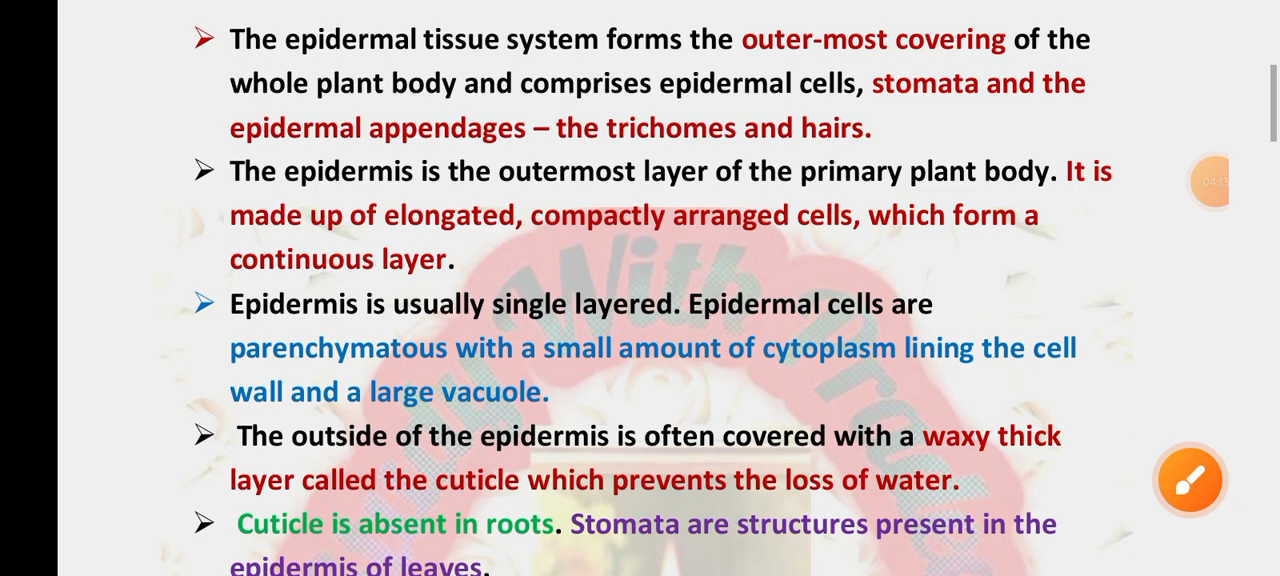 ➢ The epidermal tissue system forms the outer-most covering of the
whole plant body and comprises epidermal cells, stomata and the
epidermal appendages – the trichomes and hairs.
➢ The epidermis is the outermost layer of the primary plant body. It is
made up of elongated, compactly arranged cells, which form a
continuous layer.
➢ Epidermis is usually single layered. Epidermal cells are
parenchymatous with a small amount of cytoplasm lining the cell
wall and a large vacuole.
➢ The outside of the epidermis is often covered with a waxy thick
layer called the cuticle which prevents the loss of water.
➢ Cuticle is absent in roots. Stomata are structures present in the
epidermis of leaves.
04:13
With